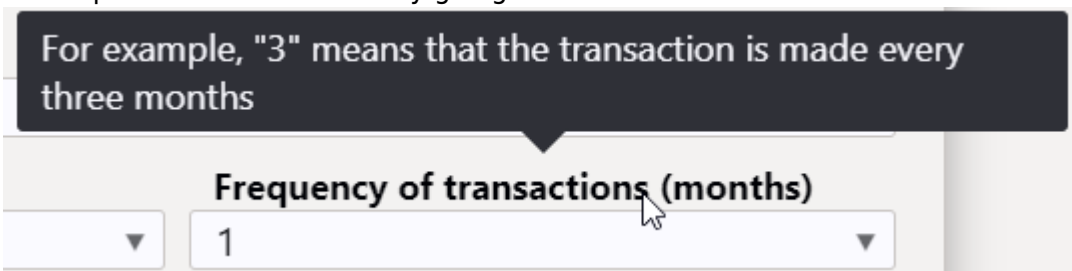 For example, "3" means that the transaction is made every
three months
Frequency of transactions (months)
1